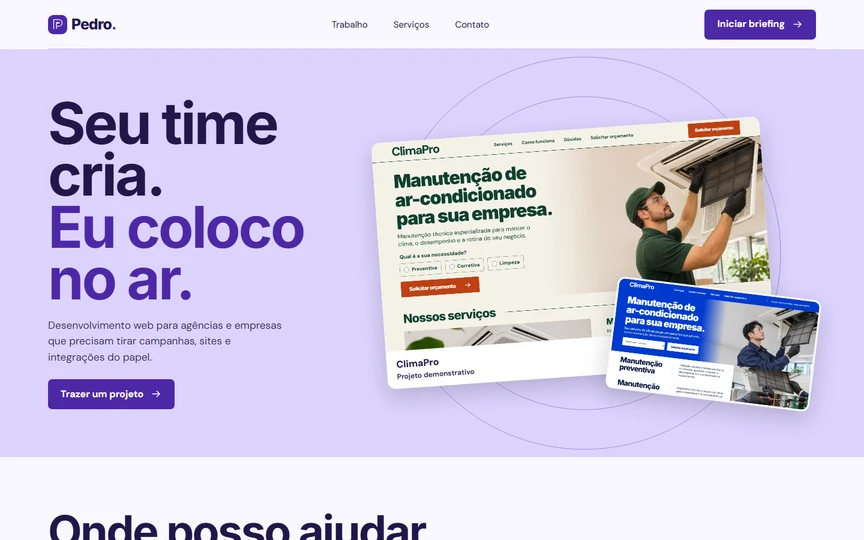 Pedro.
Trabalho
Serviços
Contato
Iniciar briefing
Seu time
cria.
Eu coloco
no ar.
Desenvolvimento web para agências e empresas
que precisam tirar campanhas, sites e
integrações do papel.
Trazer um projeto
ClimaPro
Serviços
Como funciona
Dúvidas
Solicitar orçamento
Solicitar orçamento
Manutenção de
ar-condicionado
para sua empresa.
Manutenção técnica especializada para manter o
clima, o desempenho e a rotina do seu negócio.
Qual é a sua necessidade?
Preventiva
Corretiva
Limpeza
Solicitar orçamento
Nossos serviços
ClimaPro
Projeto demonstrativo
ClimaPro
Manutenção de
ar-condicionado
para sua empresa.
Manutenção
preventiva
Manutenção
Onde posso ajudar